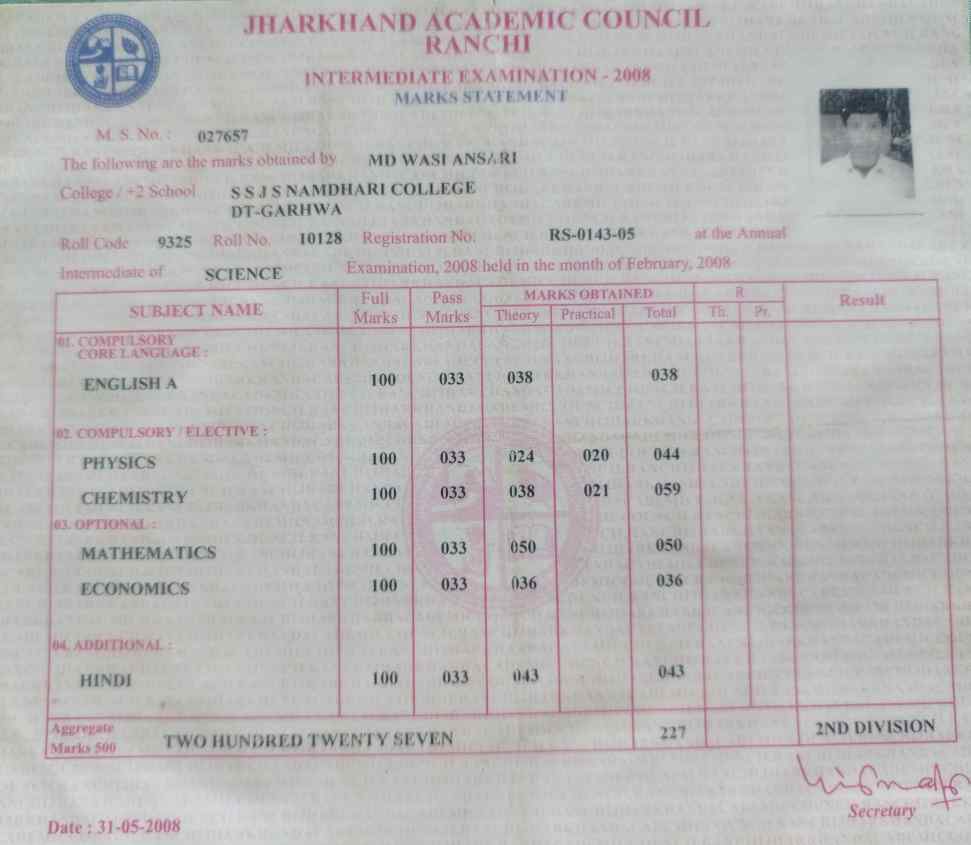 JHARKHAND ACADEMIC COUNCIL
RANCHI
INTERMEDIATE EXAMINATION - 2008
MARKS STATEMENT
M. S. No. : 027657
The following are the marks obtained by MD WASI ANSARI
College / +2 School S S J S NAMDHARI COLLEGE
DT-GARHWA
Roll Code 9325 Roll No. 10128 Registration No. RS-0143-05 at the Annual
Intermediate of SCIENCE Examination, 2008 held in the month of February, 2008
SUBJECT NAME Full Marks Pass Marks MARKS OBTAINED R Result
Theory Practical Total Th. Pr.
01. COMPULSORY
CORE LANGUAGE :
ENGLISH A 100 033 038 038
02. COMPULSORY / ELECTIVE :
PHYSICS 100 033 024 020 044
CHEMISTRY 100 033 038 021 059
03. OPTIONAL :
MATHEMATICS 100 033 050 050
ECONOMICS 100 033 036 036
04. ADDITIONAL :
HINDI 100 033 043 043
Aggregate
Marks 500 TWO HUNDRED TWENTY SEVEN 227 2ND DIVISION
Secretary
Date : 31-05-2008